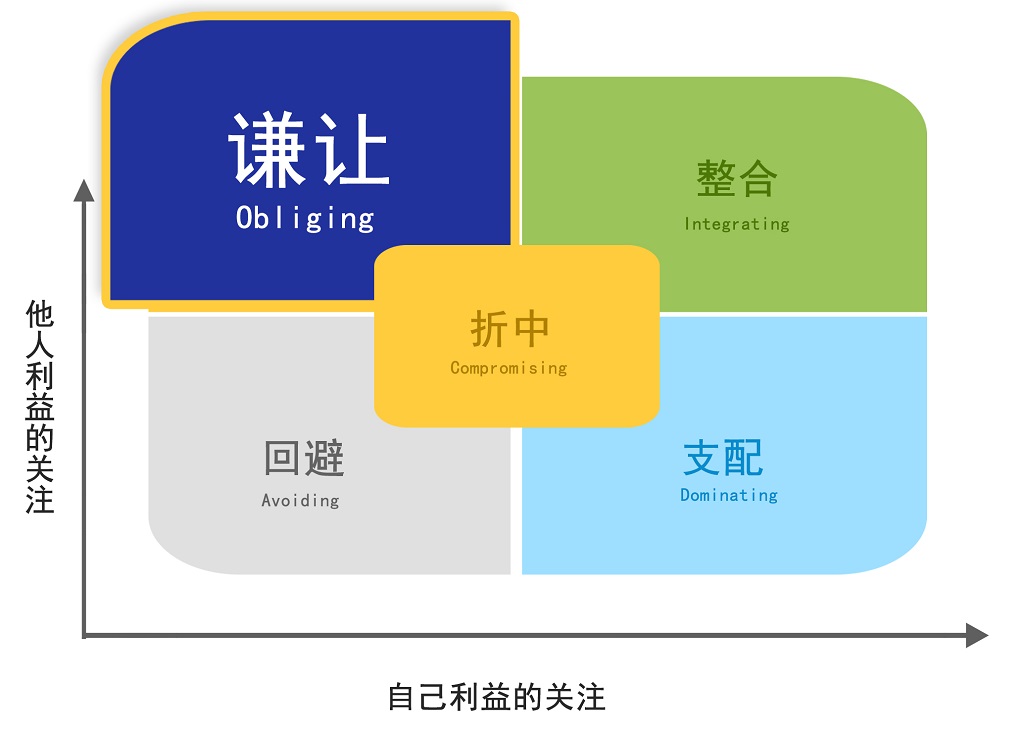 谦让
Obliging
整合
Integrating
折中
Compromising
回避
Avoiding
支配
Dominating
他人利益的关注
自己利益的关注